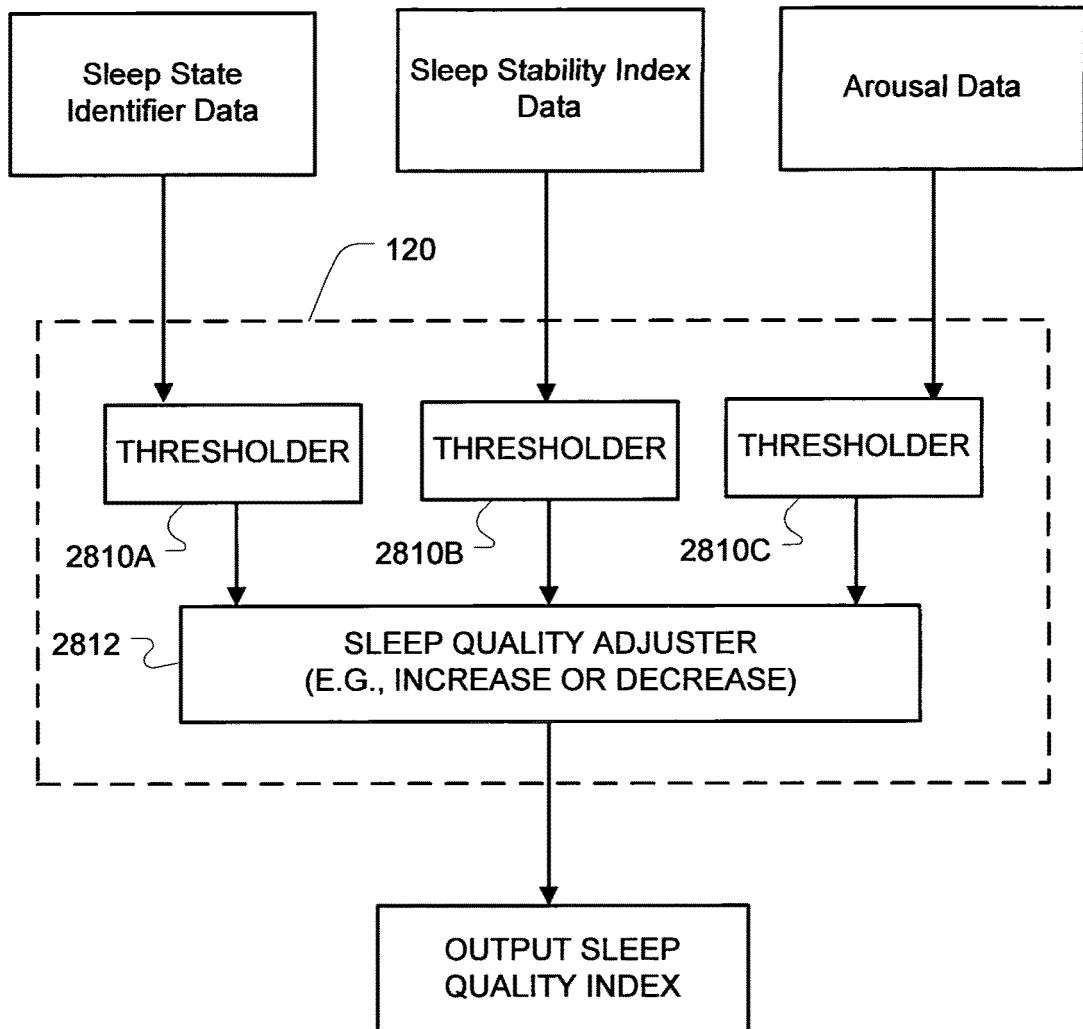 Sleep State
Identifier Data
Sleep Stability Index
Data
Arousal Data
120
THRESHOLDER
THRESHOLDER
THRESHOLDER
2810A
2810B
2810C
2812
SLEEP QUALITY ADJUSTER
(E.G., INCREASE OR DECREASE)
OUTPUT SLEEP
QUALITY INDEX